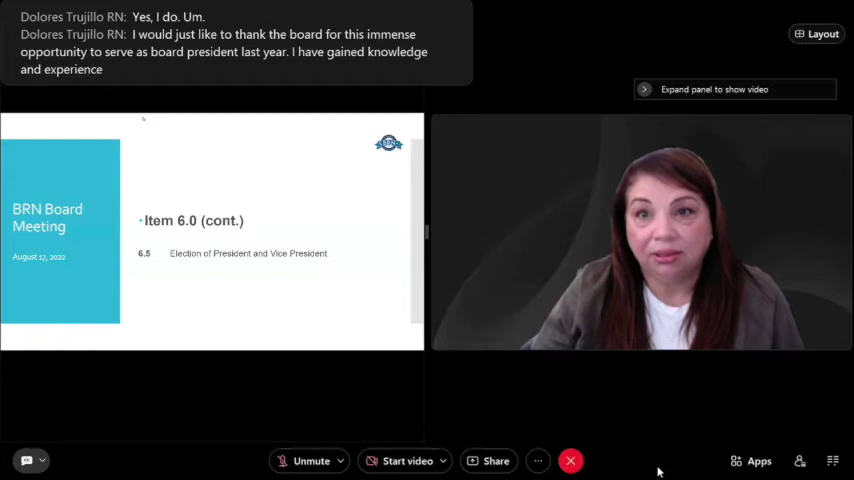 Dolores Trujillo RN: Yes, I do. Um.
Dolores Trujillo RN: I would just like to thank the board for this immense
opportunity to serve as board president last year. I have gained knowledge
and experience
Layout
Expand panel to show video
BRN
BRN Board
Meeting
August 17, 2022
• Item 6.0 (cont.)
6.5 Election of President and Vice President
Unmute
Start video
Share
Apps